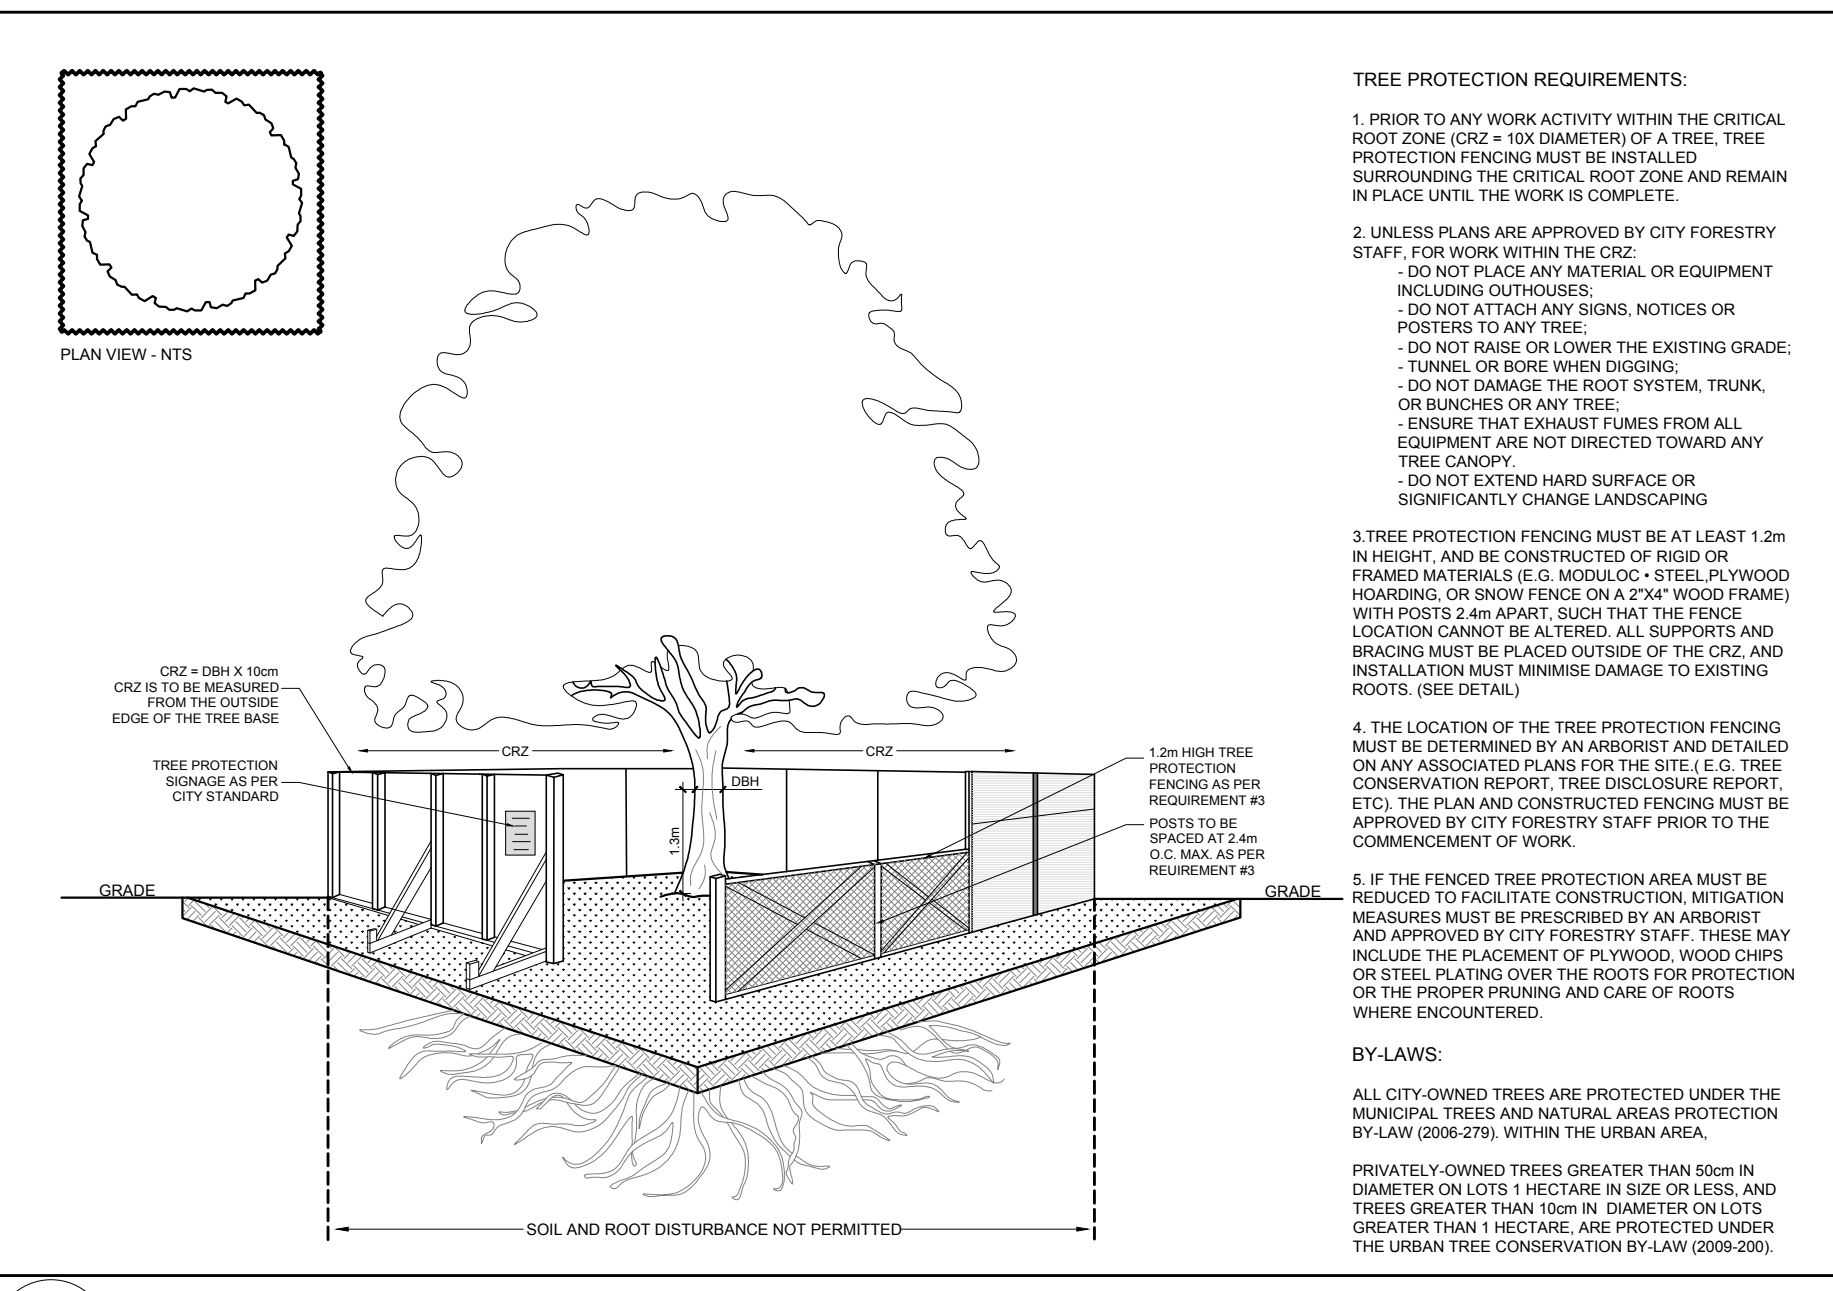 PLAN VIEW - NTS
CRZ = DBH X 10cm
CRZ IS TO BE MEASURED
FROM THE OUTSIDE
EDGE OF THE TREE BASE
TREE PROTECTION
SIGNAGE AS PER
CITY STANDARD
CRZ
CRZ
DBH
1.3m
1.2m HIGH TREE
PROTECTION
FENCING AS PER
REQUIREMENT #3
POSTS TO BE
SPACED AT 2.4m
O.C. MAX. AS PER
REUIREMENT #3
GRADE
GRADE
SOIL AND ROOT DISTURBANCE NOT PERMITTED
TREE PROTECTION REQUIREMENTS:
1. PRIOR TO ANY WORK ACTIVITY WITHIN THE CRITICAL
ROOT ZONE (CRZ = 10X DIAMETER) OF A TREE, TREE
PROTECTION FENCING MUST BE INSTALLED
SURROUNDING THE CRITICAL ROOT ZONE AND REMAIN
IN PLACE UNTIL THE WORK IS COMPLETE.
2. UNLESS PLANS ARE APPROVED BY CITY FORESTRY
STAFF, FOR WORK WITHIN THE CRZ:
- DO NOT PLACE ANY MATERIAL OR EQUIPMENT
INCLUDING OUTHOUSES;
- DO NOT ATTACH ANY SIGNS, NOTICES OR
POSTERS TO ANY TREE;
- DO NOT RAISE OR LOWER THE EXISTING GRADE;
- TUNNEL OR BORE WHEN DIGGING;
- DO NOT DAMAGE THE ROOT SYSTEM, TRUNK,
OR BUNCHES OR ANY TREE;
- ENSURE THAT EXHAUST FUMES FROM ALL
EQUIPMENT ARE NOT DIRECTED TOWARD ANY
TREE CANOPY.
- DO NOT EXTEND HARD SURFACE OR
SIGNIFICANTLY CHANGE LANDSCAPING
3.TREE PROTECTION FENCING MUST BE AT LEAST 1.2m
IN HEIGHT, AND BE CONSTRUCTED OF RIGID OR
FRAMED MATERIALS (E.G. MODULOC • STEEL,PLYWOOD
HOARDING, OR SNOW FENCE ON A 2"X4" WOOD FRAME)
WITH POSTS 2.4m APART, SUCH THAT THE FENCE
LOCATION CANNOT BE ALTERED. ALL SUPPORTS AND
BRACING MUST BE PLACED OUTSIDE OF THE CRZ, AND
INSTALLATION MUST MINIMISE DAMAGE TO EXISTING
ROOTS. (SEE DETAIL)
4. THE LOCATION OF THE TREE PROTECTION FENCING
MUST BE DETERMINED BY AN ARBORIST AND DETAILED
ON ANY ASSOCIATED PLANS FOR THE SITE.( E.G. TREE
CONSERVATION REPORT, TREE DISCLOSURE REPORT,
ETC). THE PLAN AND CONSTRUCTED FENCING MUST BE
APPROVED BY CITY FORESTRY STAFF PRIOR TO THE
COMMENCEMENT OF WORK.
5. IF THE FENCED TREE PROTECTION AREA MUST BE
REDUCED TO FACILITATE CONSTRUCTION, MITIGATION
MEASURES MUST BE PRESCRIBED BY AN ARBORIST
AND APPROVED BY CITY FORESTRY STAFF. THESE MAY
INCLUDE THE PLACEMENT OF PLYWOOD, WOOD CHIPS
OR STEEL PLATING OVER THE ROOTS FOR PROTECTION
OR THE PROPER PRUNING AND CARE OF ROOTS
WHERE ENCOUNTERED.
BY-LAWS:
ALL CITY-OWNED TREES ARE PROTECTED UNDER THE
MUNICIPAL TREES AND NATURAL AREAS PROTECTION
BY-LAW (2006-279). WITHIN THE URBAN AREA,
PRIVATELY-OWNED TREES GREATER THAN 50cm IN
DIAMETER ON LOTS 1 HECTARE IN SIZE OR LESS, AND
TREES GREATER THAN 10cm IN DIAMETER ON LOTS
GREATER THAN 1 HECTARE, ARE PROTECTED UNDER
THE URBAN TREE CONSERVATION BY-LAW (2009-200).